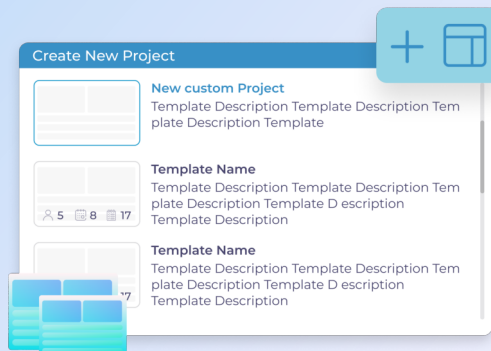 Create New Project
New custom Project
Template Description Template Description Tem
plate Description Template
Template Name
Template Description Template Description Tem
plate Description Template D escription
Template Description
5 8 17
Template Name
Template Description Template Description Tem
plate Description Template D escription
Template Description
17